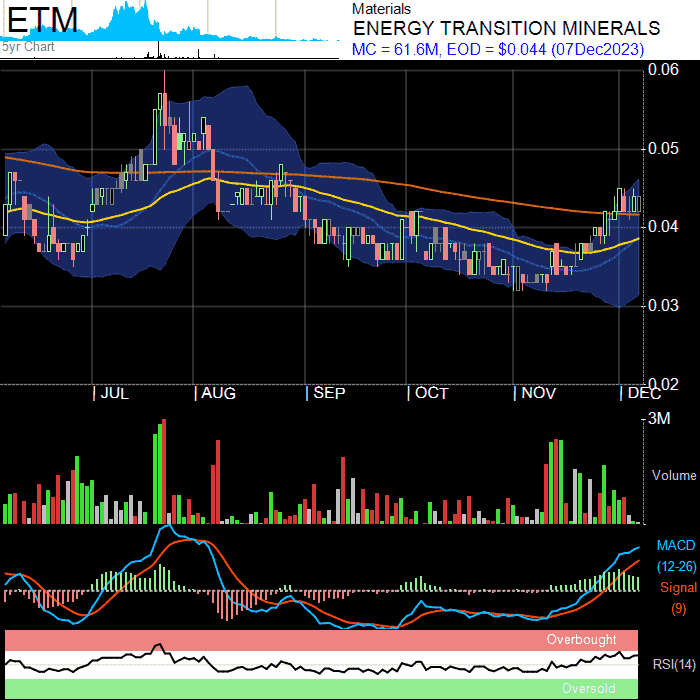 ETM
5yr Chart
Materials
ENERGY TRANSITION MINERALS
MC = 61.6M, EOD = $0.044 (07Dec2023)
0.06
0.05
0.04
0.03
0.02
| JUL | AUG | SEP | OCT | NOV | DEC
3M
Volume
MACD
(12-26)
Signal
(9)
Overbought
RSI(14)
Oversold